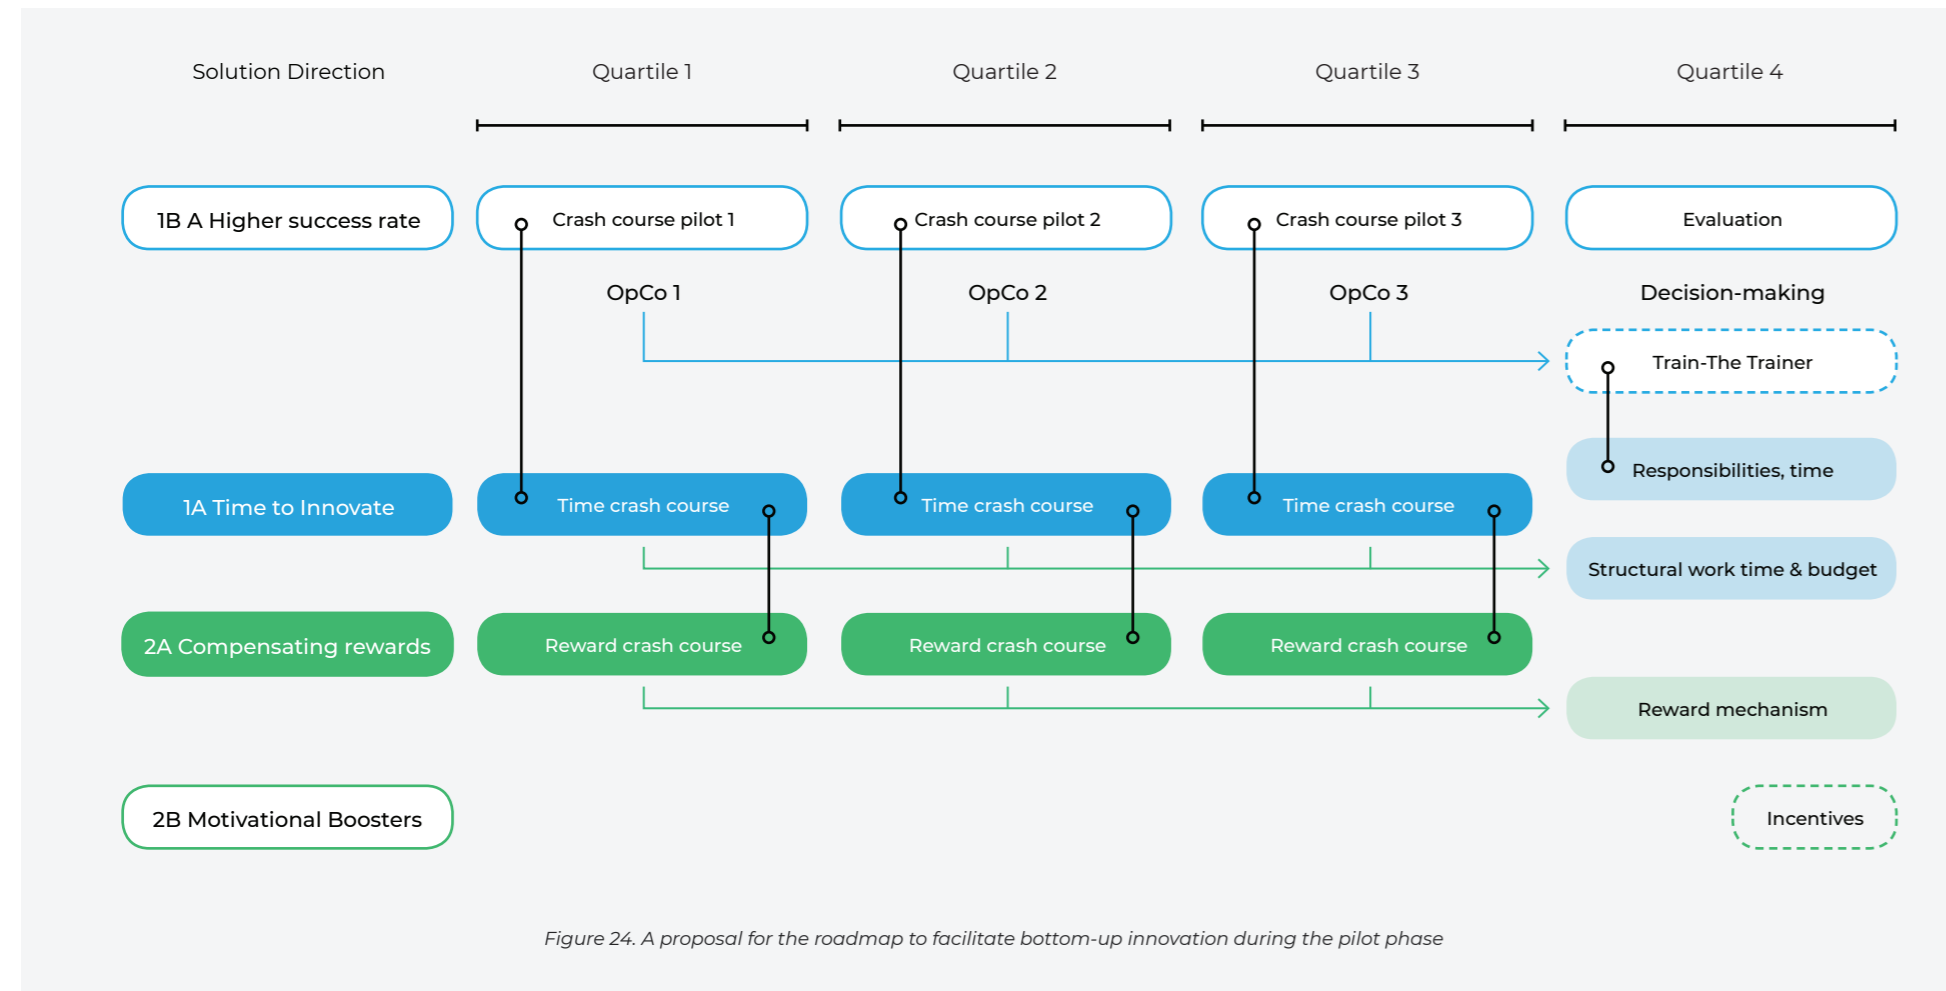 Solution Direction
Quartile 1
Quartile 2
Quartile 3
Quartile 4
1B A Higher success rate
Crash course pilot 1
Crash course pilot 2
Crash course pilot 3
Evaluation
OpCo 1
OpCo 2
OpCo 3
Decision-making
Train-The Trainer
Responsibilities, time
1A Time to Innovate
Time crash course
Time crash course
Time crash course
Structural work time & budget
2A Compensating rewards
Reward crash course
Reward crash course
Reward crash course
Reward mechanism
2B Motivational Boosters
Incentives
Figure 24. A proposal for the roadmap to facilitate bottom-up innovation during the pilot phase